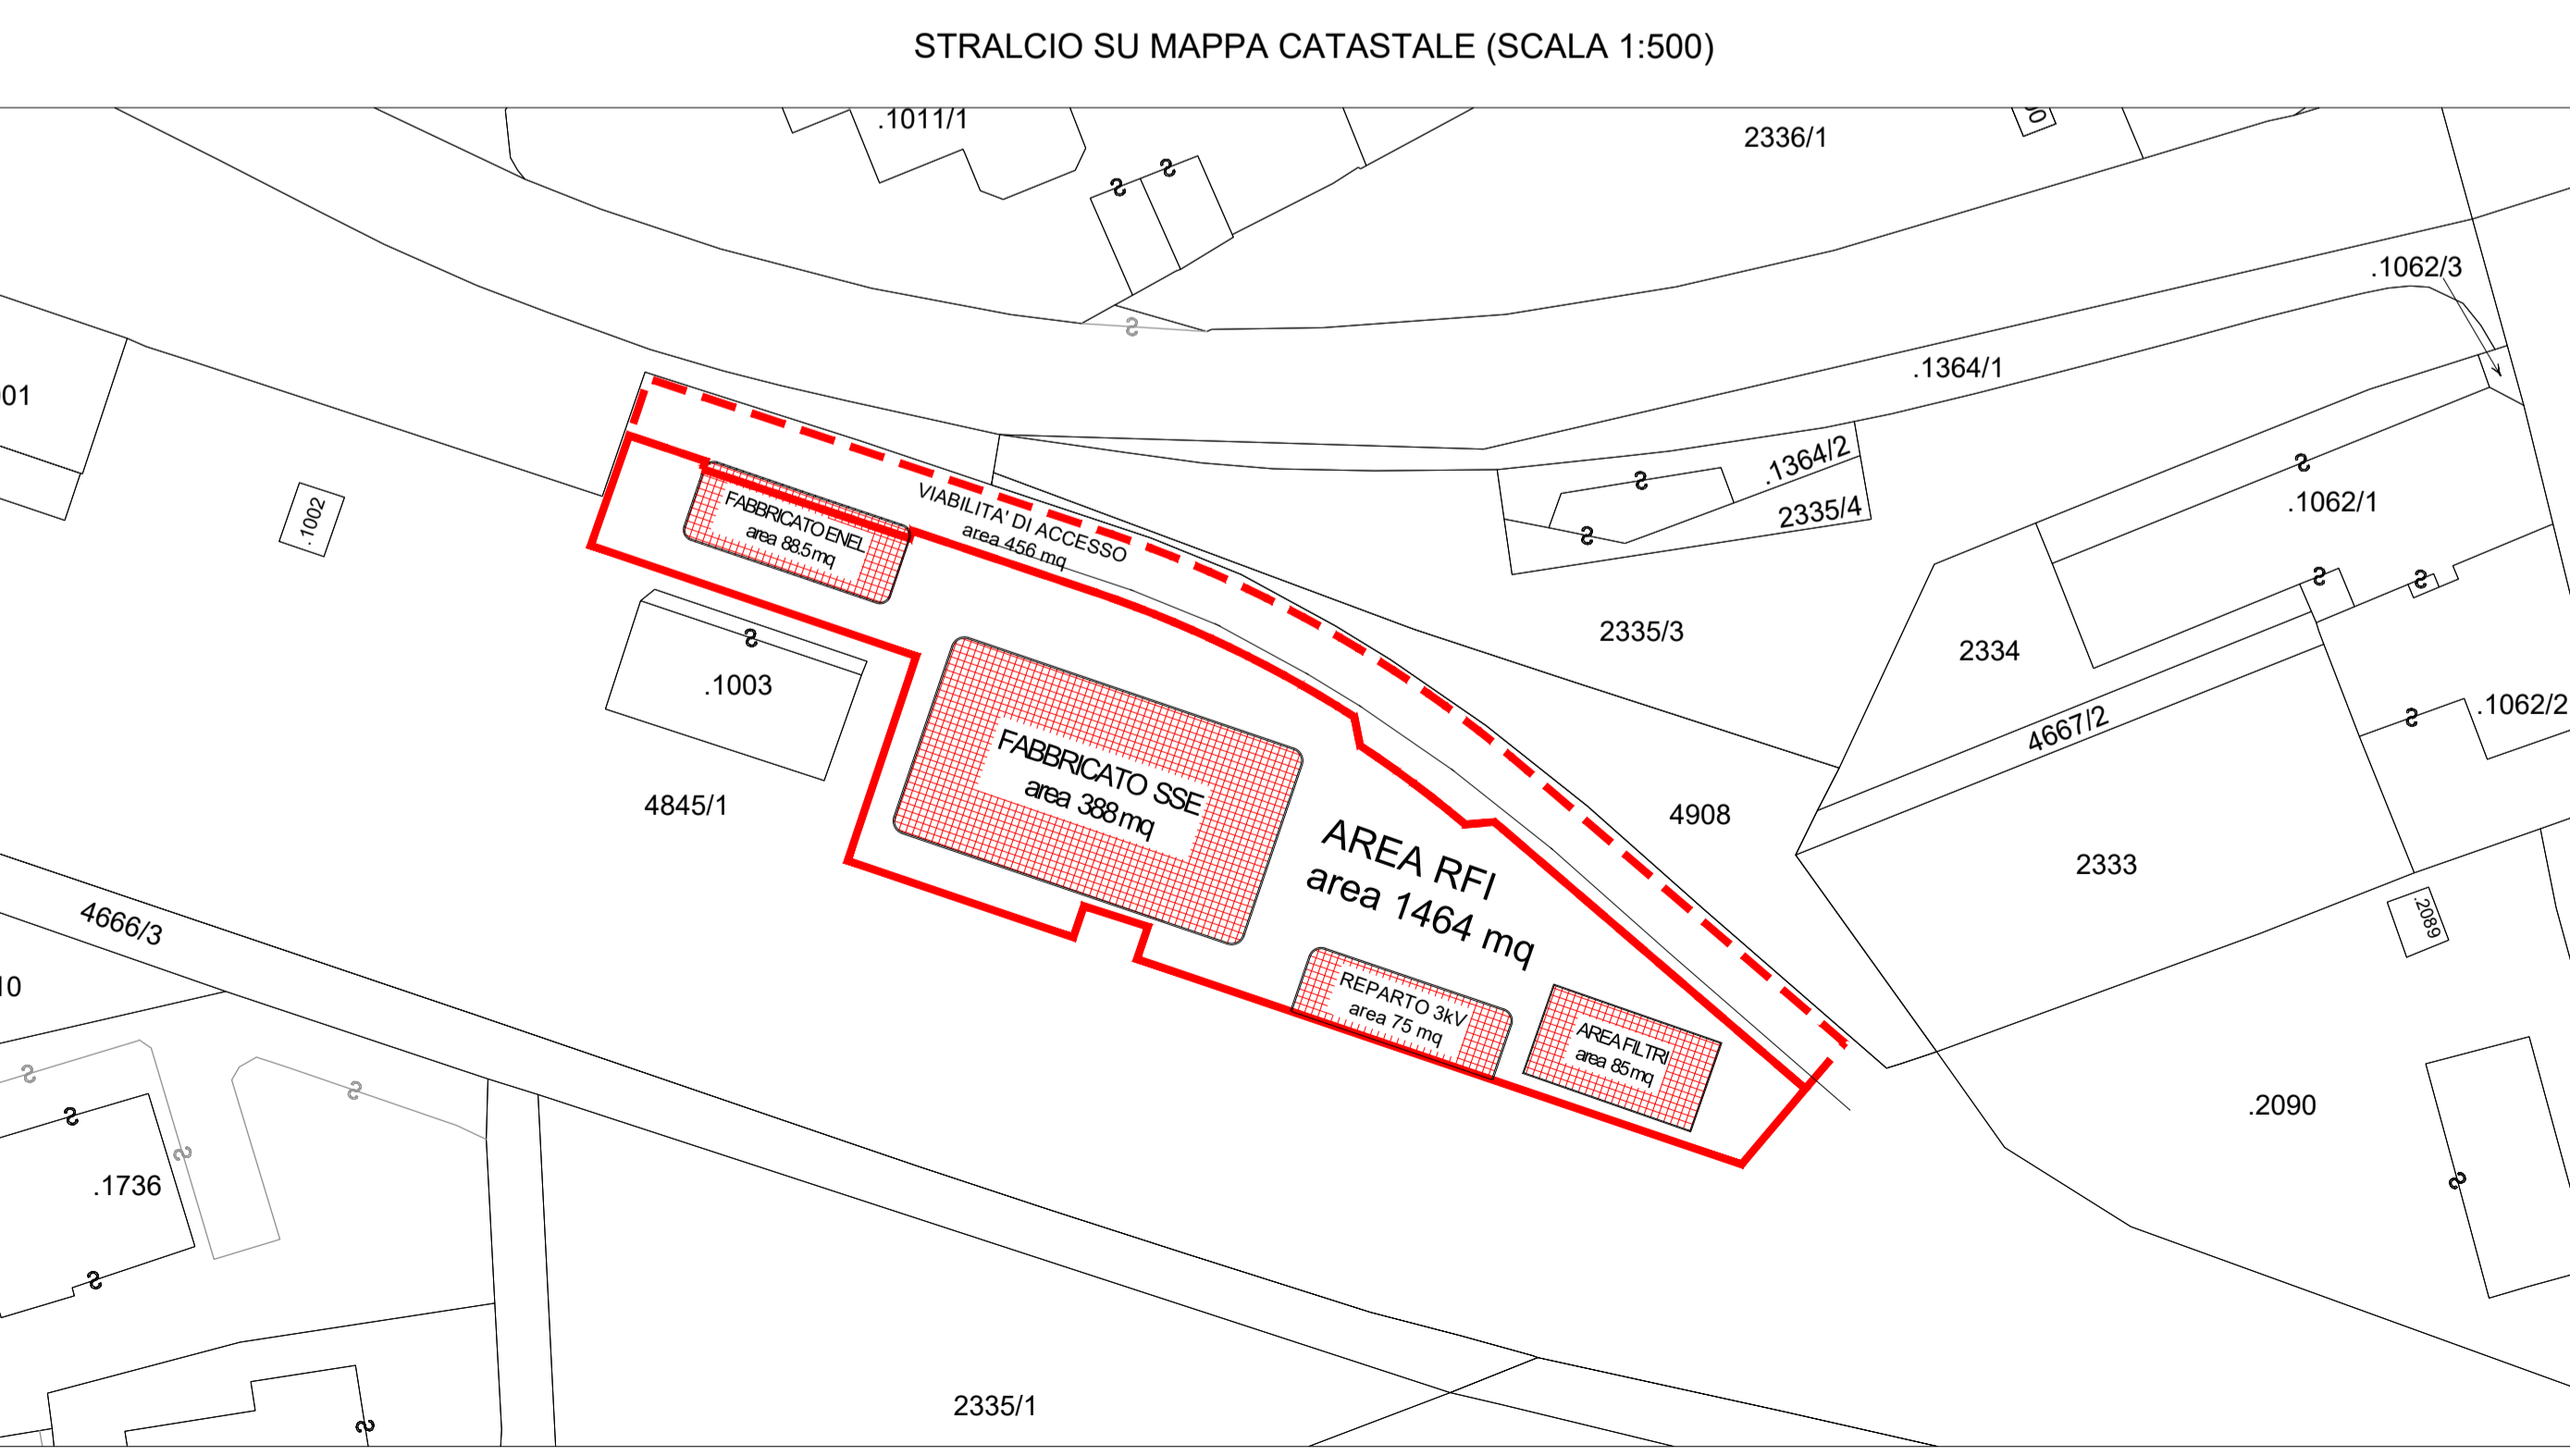 STRALCIO SU MAPPA CATASTALE (SCALA 1:500)
.1011/1
2336/1
.1062/3
.1364/1
01
.1002
.1364/2
2335/4
.1062/1
VIABILITA' DI ACCESSO
area 456 mq
FABBRICATO ENEL
area 88.5 mq
2335/3
2334
.1003
4667/2
.1062/2
FABBRICATO SSE
area 388 mq
4845/1
4908
2333
AREA RFI
area 1464 mq
4666/3
.2089
10
REPARTO 3kV
area 75 mq
AREA FILTRI
area 85 mq
.2090
.1736
2335/1